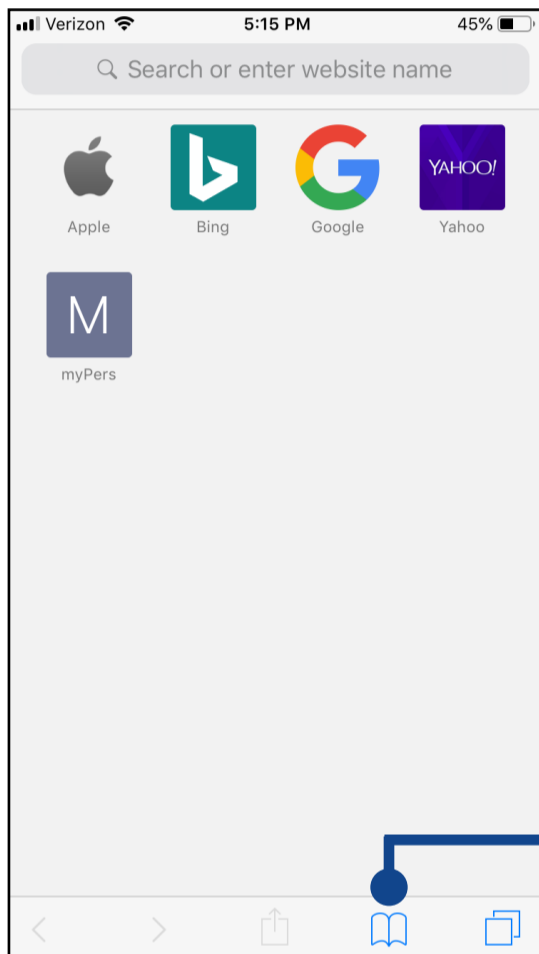 Verizon 5:15 PM 45%
Search or enter website name
YAHOO!
Apple Bing Google Yahoo
M
myPers